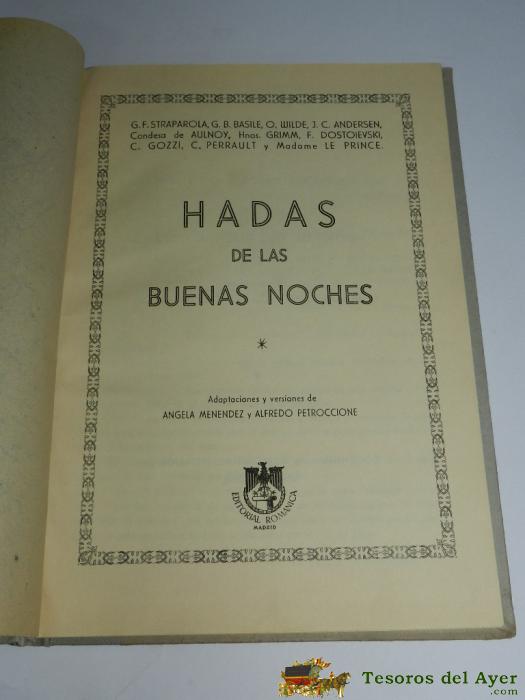 G. F. STRAPAROLA, G. B. BASILE, O. WILDE, J. C. ANDERSEN,
Condesa de AULNOY, Hnos. GRIMM, F. DOSTOIEVSKI,
C. GOZZI, C. PERRAULT y Madame LE PRINCE.
HADAS
DE LAS
BUENAS NOCHES
*
Adaptaciones y versiones de
ANGELA MENENDEZ y ALFREDO PETROCCIONE
EDITORIAL ROMANICA
MADRID
Tesoros del Ayer
.com